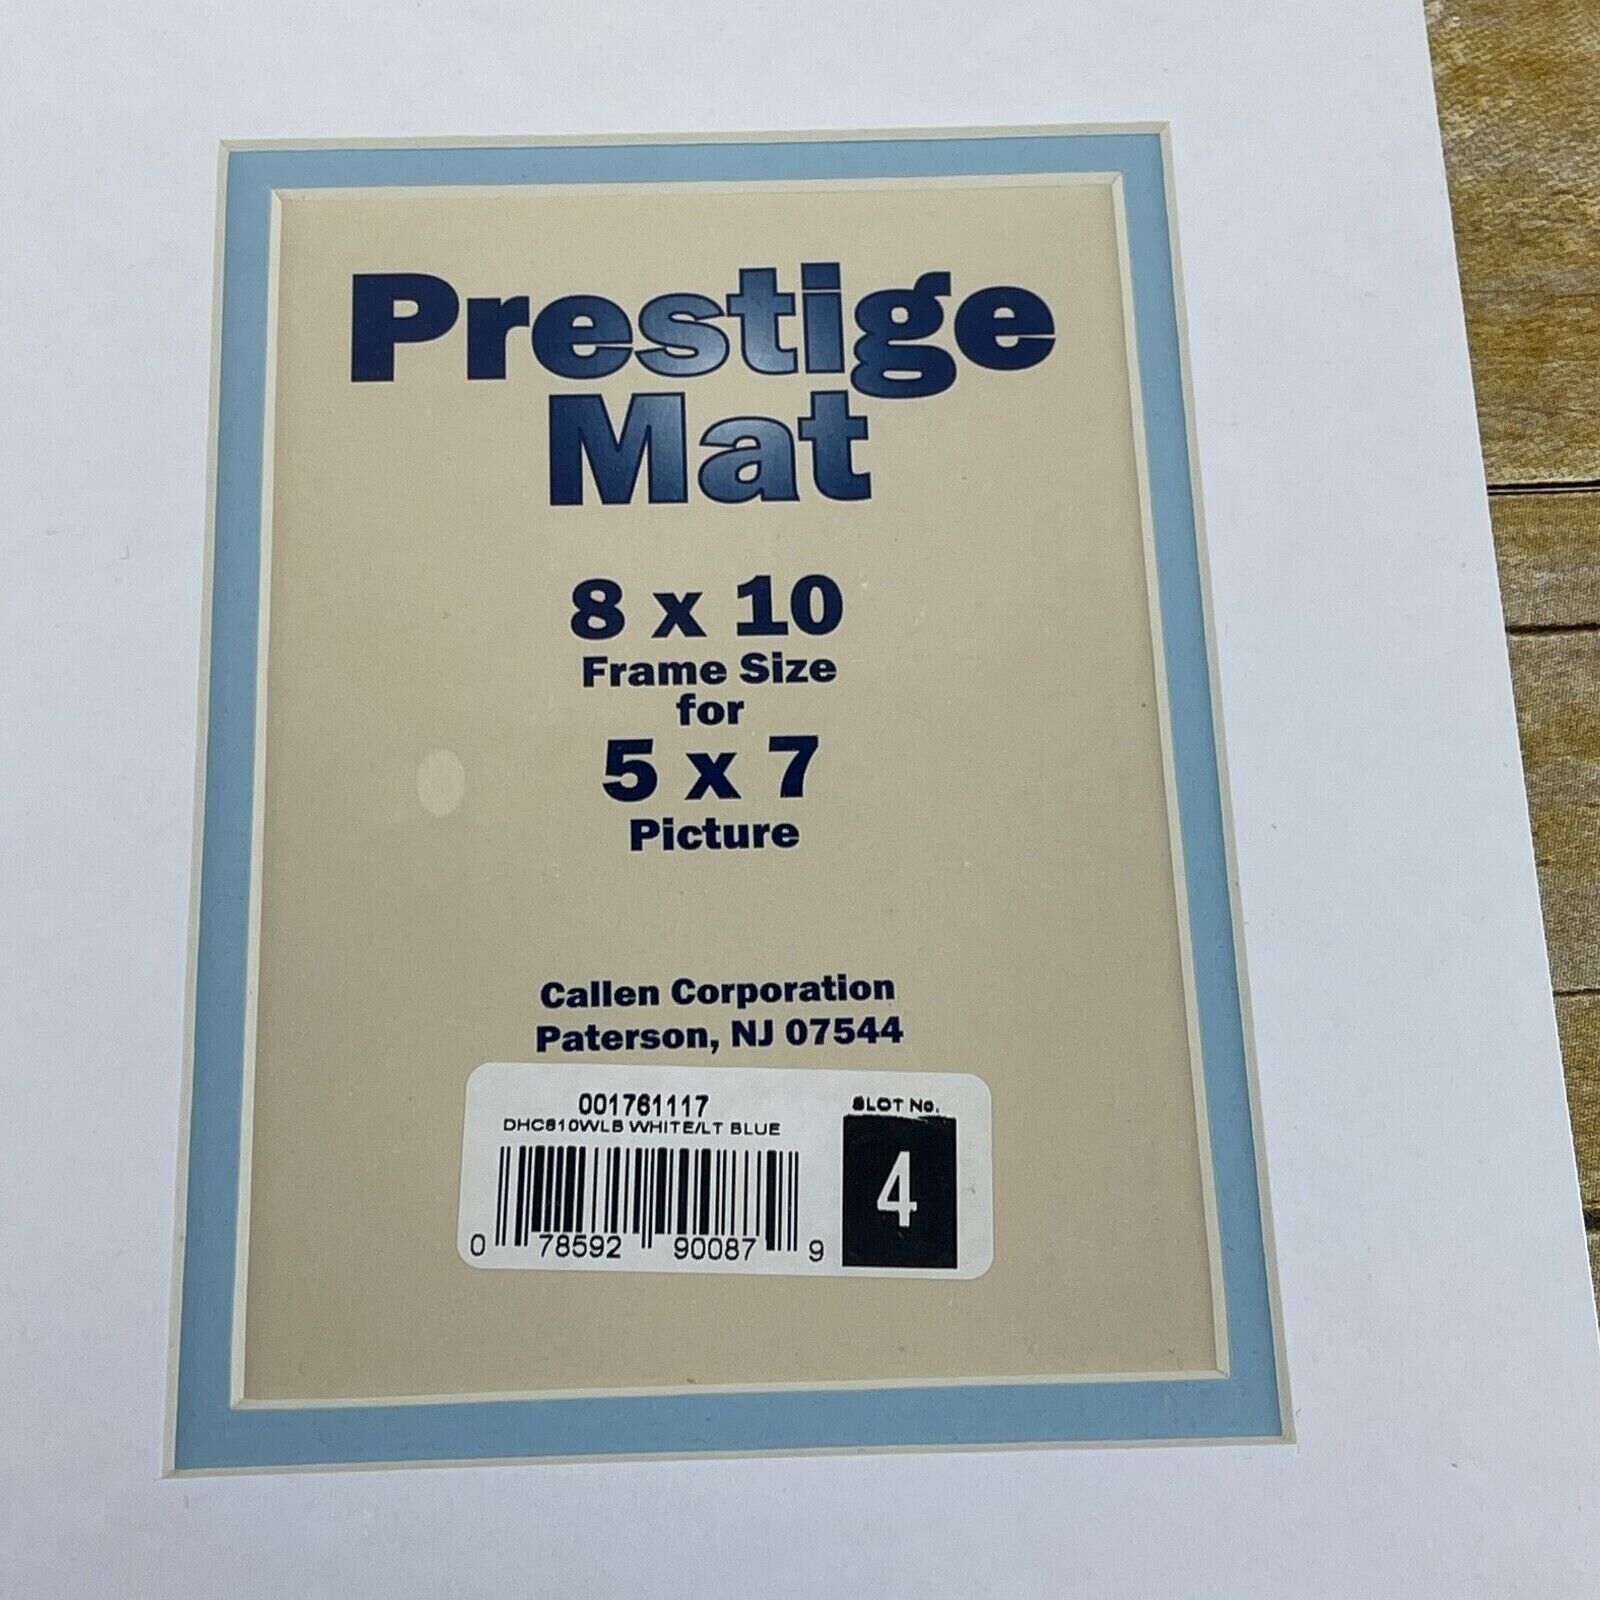 Prestige
Mat
8 x 10
Frame Size
for
5 x 7
Picture
Callen Corporation
Paterson, NJ 07544
001761117
DHC810WLB WHITE/LT BLUE
SLOT No.
4
0 78592 90087 9